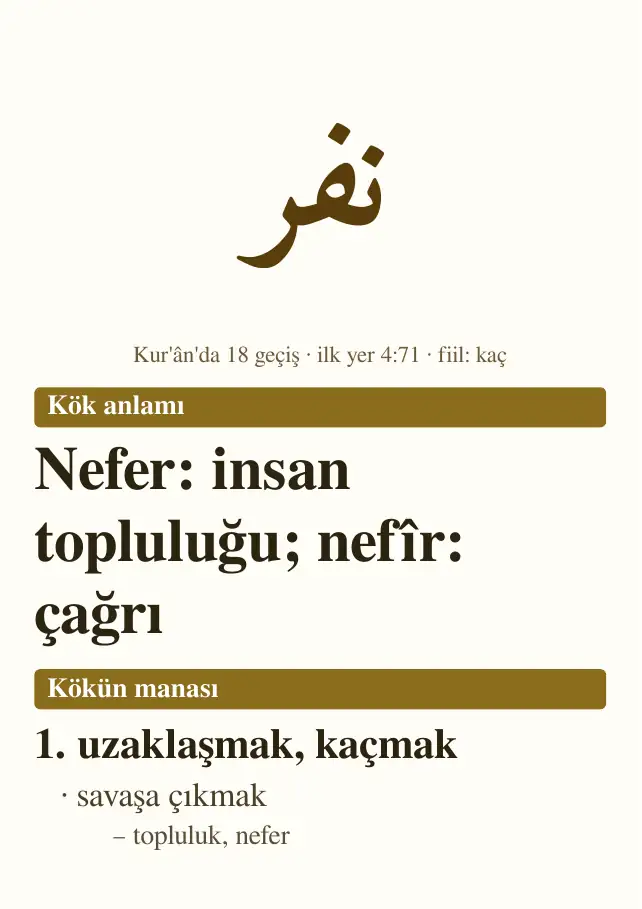 نفر
Kur'ân'da 18 geçiş · ilk yer 4:71 · fiil: kaç
Kök anlamı
Nefer: insan
topluluğu; nefîr:
çağrı
Kökün manası
1. uzaklaşmak, kaçmak
· savaşa çıkmak
– topluluk, nefer